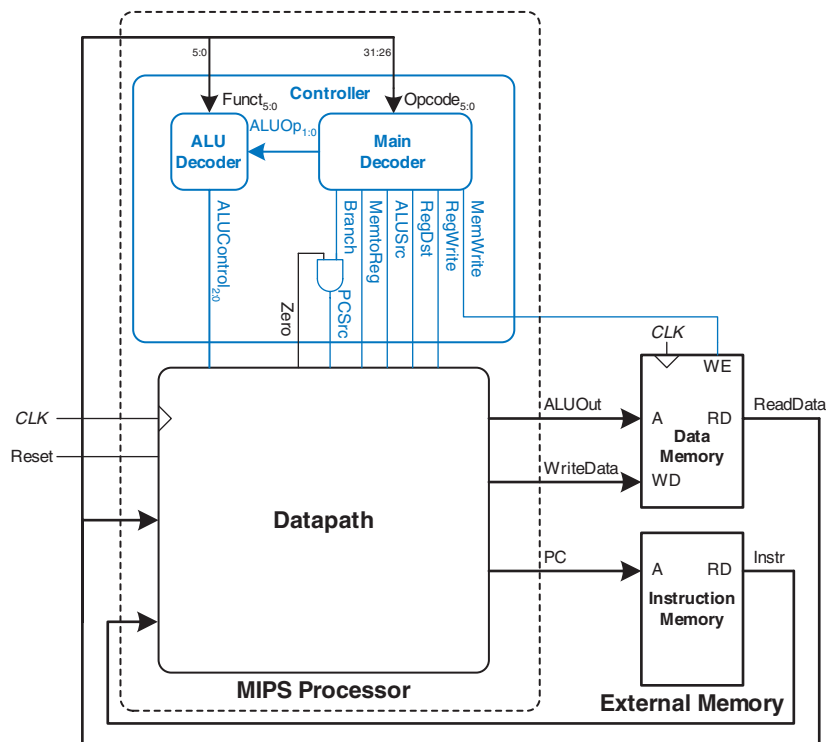 5:0
31:26
Controller
Funct5:0
Opcode5:0
ALUOp1:0
ALU
Decoder
Main
Decoder
ALUControl2:0
Branch
MemtoReg
ALUSrc
RegDst
RegWrite
MemWrite
Zero
PCSrc
CLK
WE
CLK
Reset
ALUOut
A
RD
ReadData
Data
Memory
WriteData
WD
Datapath
PC
A
RD
Instr
Instruction
Memory
MIPS Processor
External Memory